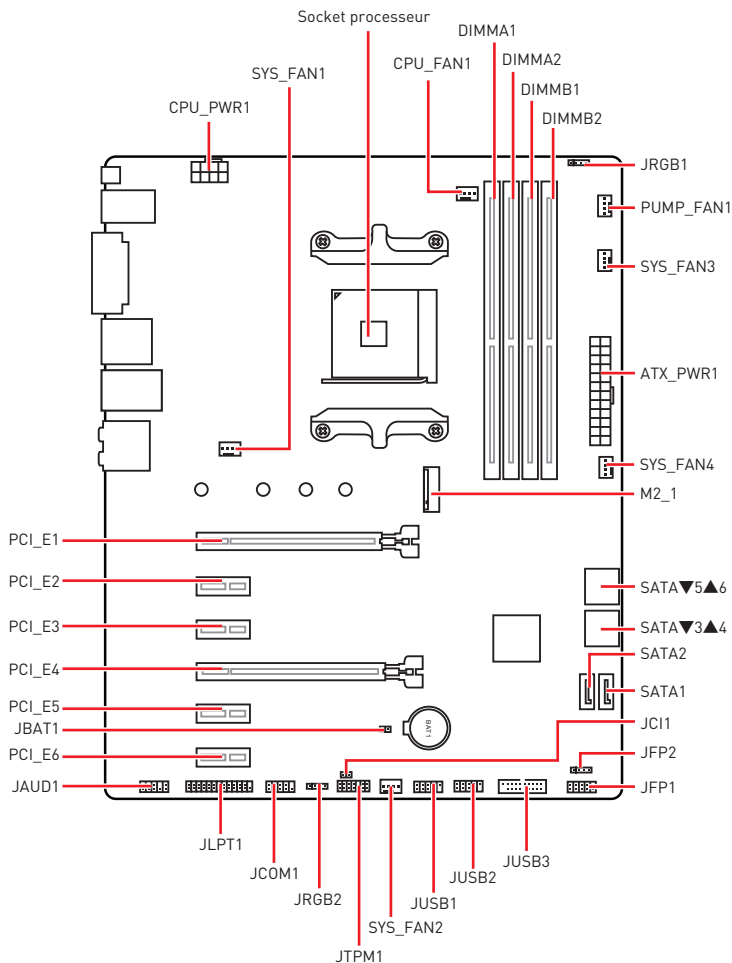 Socket processeur
DIMMA1
CPU_FAN1
DIMMA2
SYS_FAN1
DIMMB1
CPU_PWR1
DIMMB2
JRGB1
PUMP_FAN1
SYS_FAN3
ATX_PWR1
SYS_FAN4
M2_1
PCI_E1
PCI_E2
SATA▼5▲6
PCI_E3
SATA▼3▲4
PCI_E4
SATA2
SATA1
PCI_E5
JBAT1
BAT1
JCI1
PCI_E6
JFP2
JAUD1
JFP1
JLPT1
JCOM1
JRGB2
JTPM1
SYS_FAN2
JUSB1
JUSB2
JUSB3